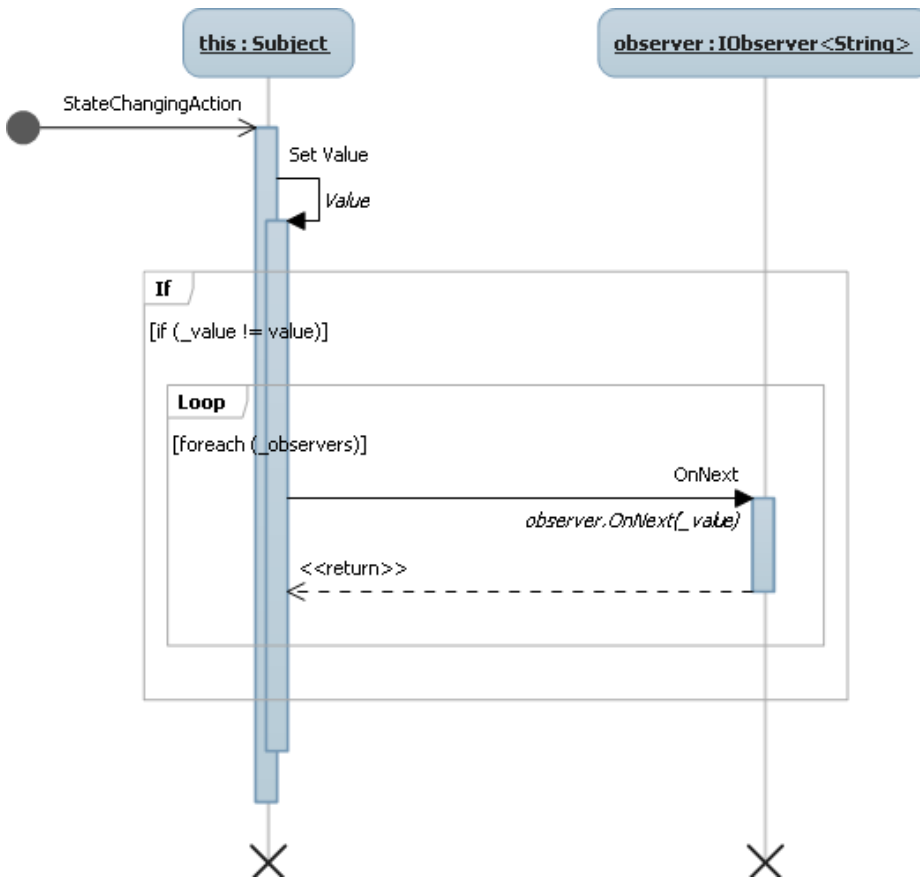 this : Subject
observer : IObserver<String>
StateChangingAction
Set Value
Value
If
[if (_value != value)]
Loop
[foreach (_observers)]
OnNext
observer.OnNext(_value)
<<return>>